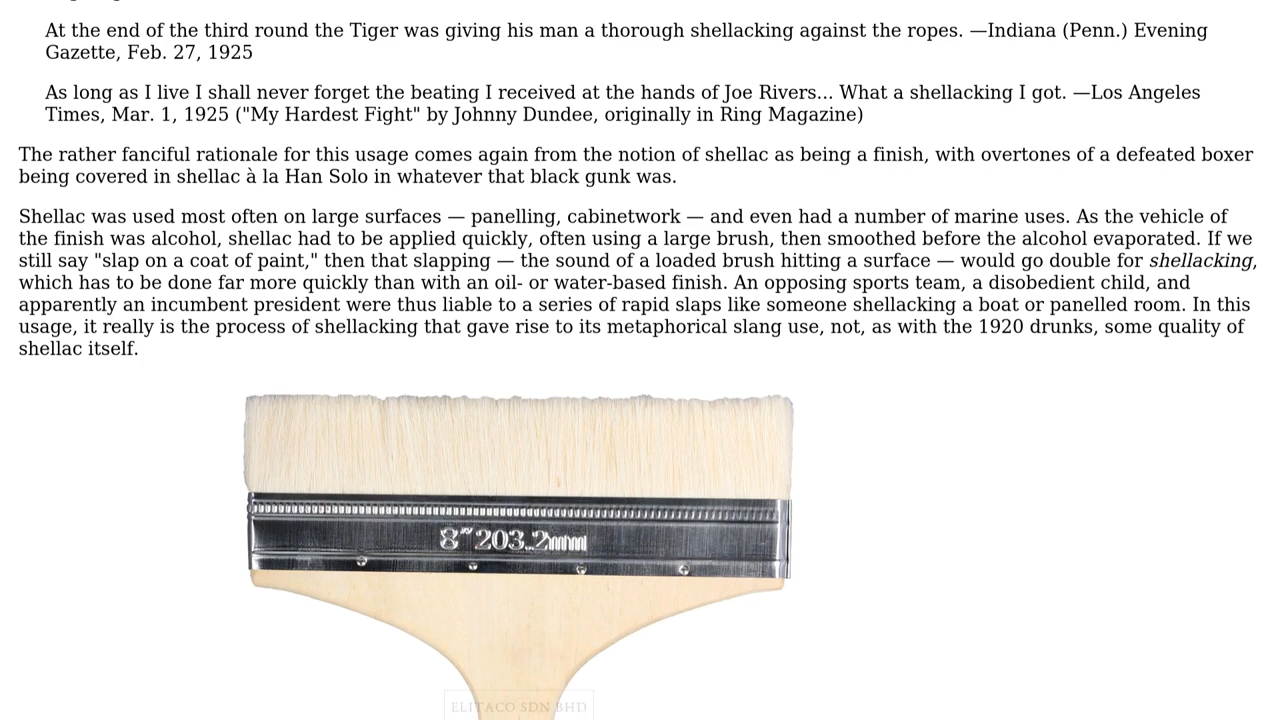 At the end of the third round the Tiger was giving his man a thorough shellacking against the ropes. —Indiana (Penn.) Evening
Gazette, Feb. 27, 1925
As long as I live I shall never forget the beating I received at the hands of Joe Rivers... What a shellacking I got. —Los Angeles
Times, Mar. 1, 1925 ("My Hardest Fight" by Johnny Dundee, originally in Ring Magazine)
The rather fanciful rationale for this usage comes again from the notion of shellac as being a finish, with overtones of a defeated boxer
being covered in shellac à la Han Solo in whatever that black gunk was.
Shellac was used most often on large surfaces — panelling, cabinetwork — and even had a number of marine uses. As the vehicle of
the finish was alcohol, shellac had to be applied quickly, often using a large brush, then smoothed before the alcohol evaporated. If we
still say "slap on a coat of paint," then that slapping — the sound of a loaded brush hitting a surface — would go double for shellacking,
which has to be done far more quickly than with an oil- or water-based finish. An opposing sports team, a disobedient child, and
apparently an incumbent president were thus liable to a series of rapid slaps like someone shellacking a boat or panelled room. In this
usage, it really is the process of shellacking that gave rise to its metaphorical slang use, not, as with the 1920 drunks, some quality of
shellac itself.
8" 203.2mm
ELITACO SDN BHD